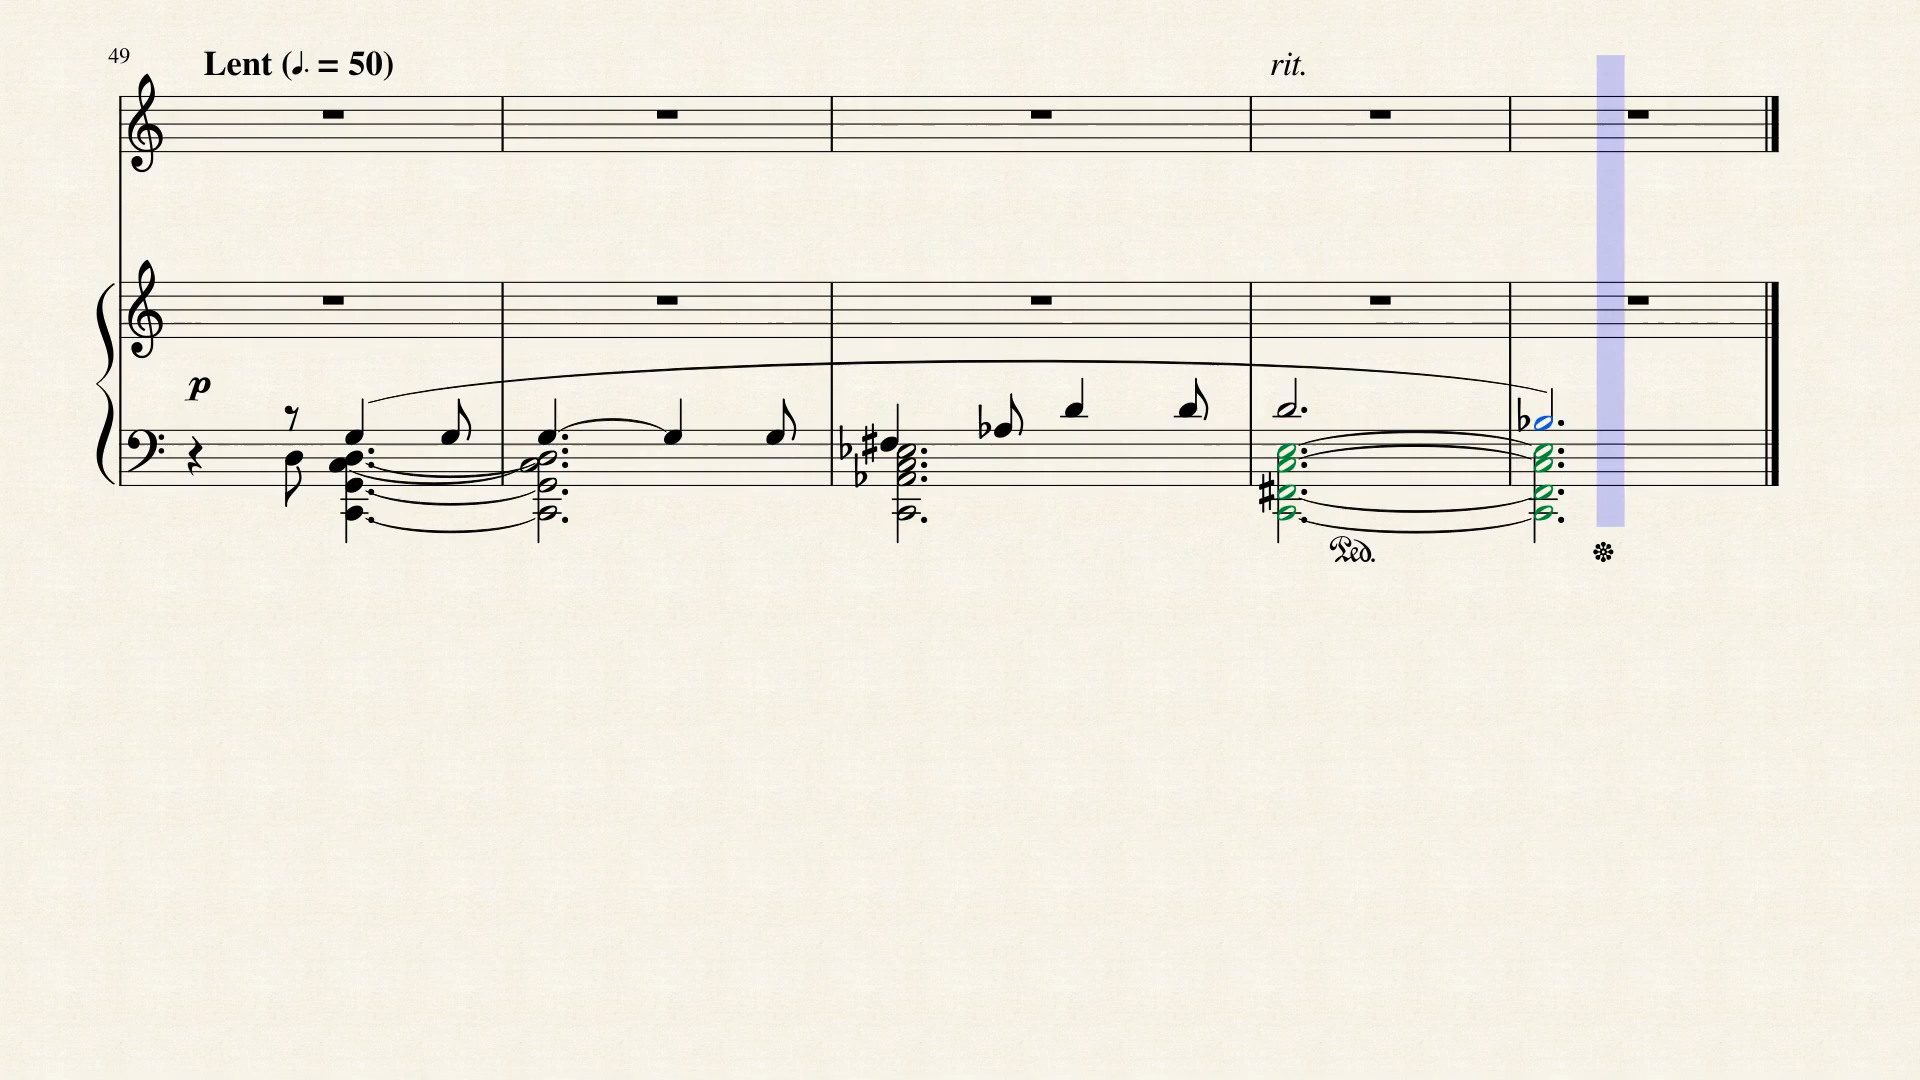 49
Lent (♩. = 50)
rit.
p
Ped.